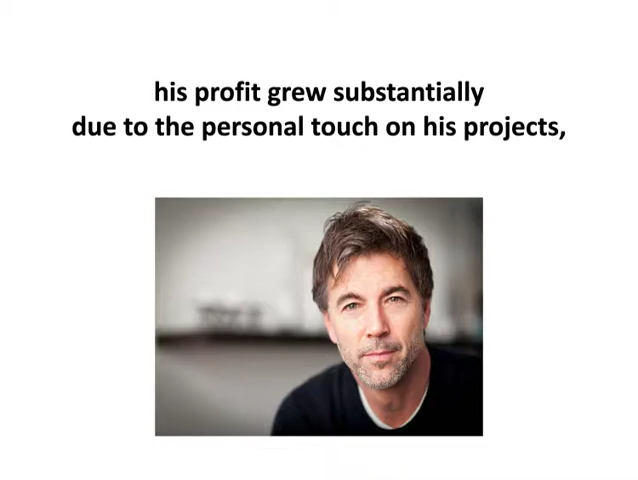 his profit grew substantially
due to the personal touch on his projects,